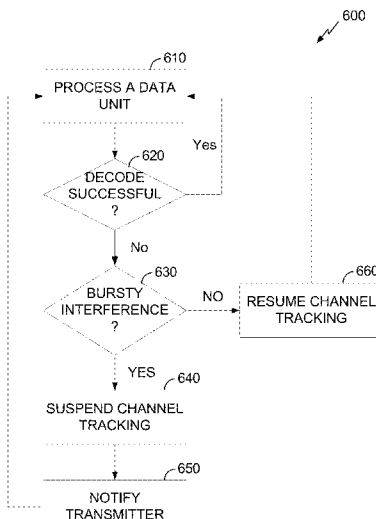 600
610
PROCESS A DATA
UNIT
Yes
620
DECODE
SUCCESSFUL
?
No
630
BURSTY
INTERFERENCE
?
NO
660
RESUME CHANNEL
TRACKING
YES
640
SUSPEND CHANNEL
TRACKING
650
NOTIFY
TRANSMITTER